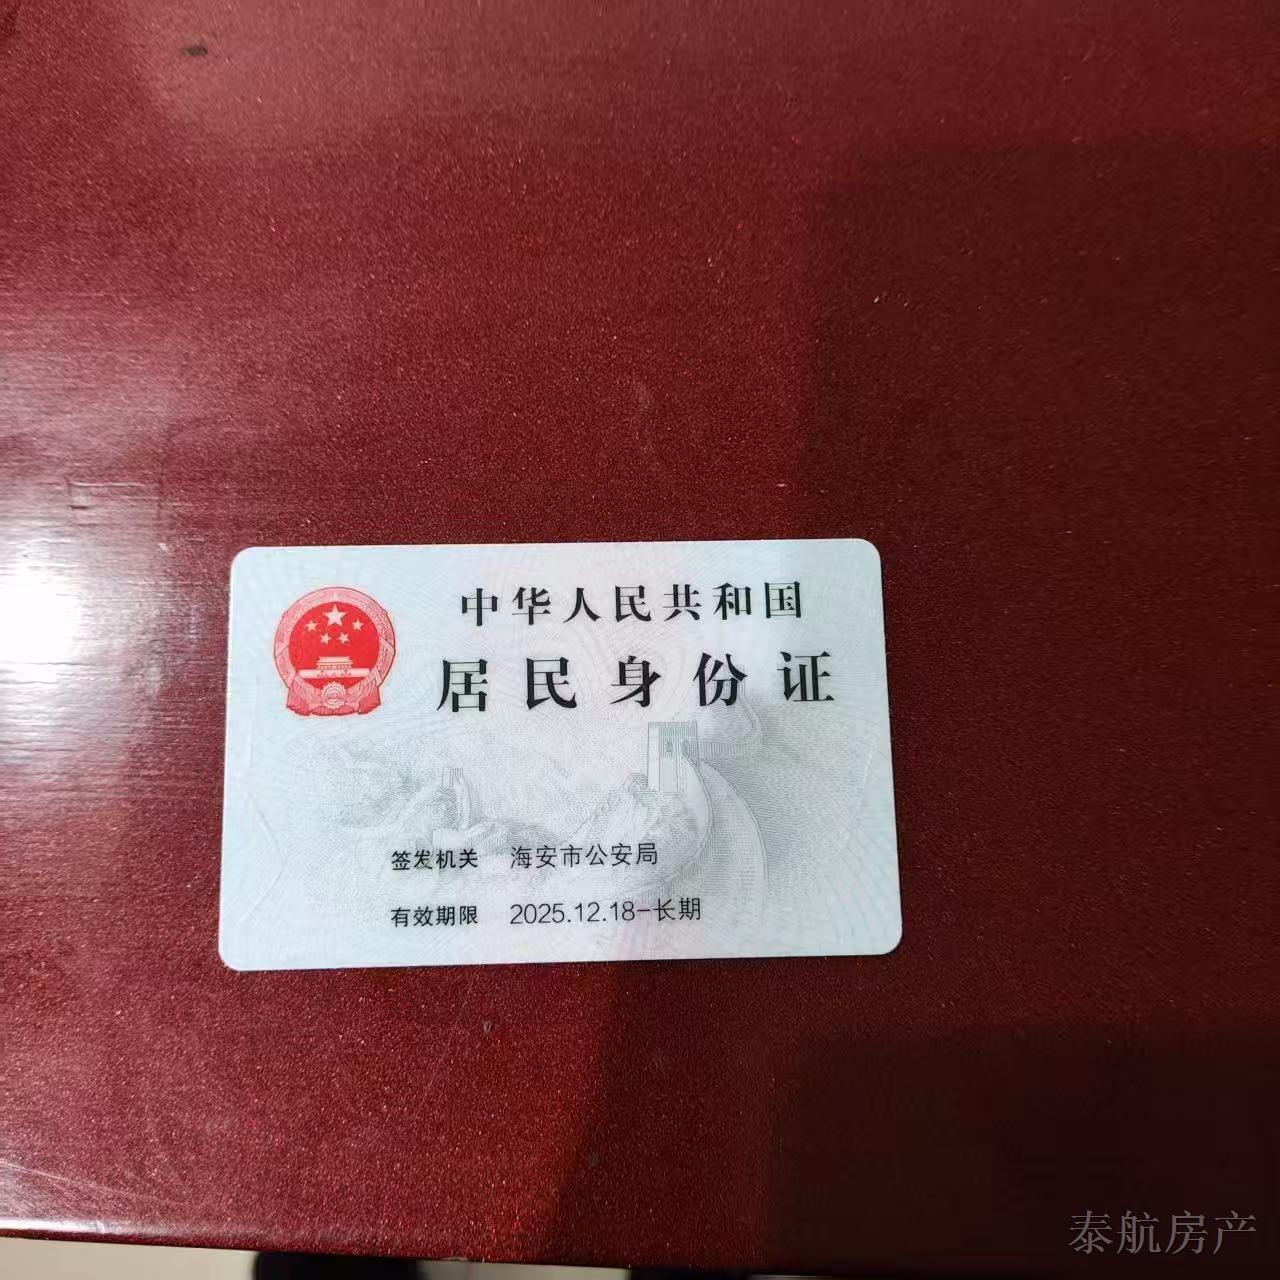 中华人民共和国
居民身份证
签发机关 海安市公安局
有效期限 2025.12.18-长期
泰航房产